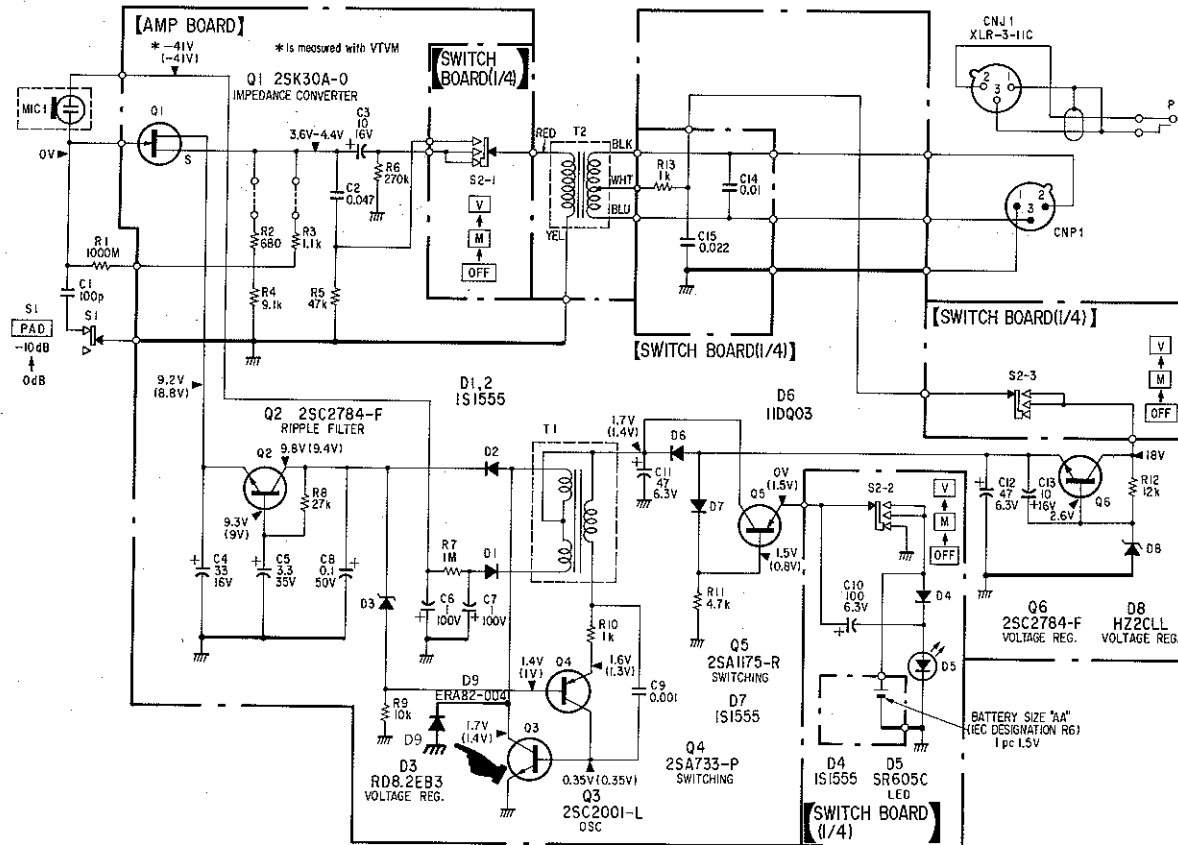 [AMP BOARD]
* -41V
(-41V)
* Is measured with VTVM
Q1 2SK30A-O
IMPEDANCE CONVERTER
[SWITCH
BOARD(1/4)]
CNJ1
XLR-3-11C
2
1
3
P
MIC1
Q1
S
0V
3.6V-4.4V
C3
10
16V
R6
270k
S2-1
V
M
OFF
RED
T2
YEL
BLK
WHT
BLU
R13
1k
C14
0.01
C15
0.022
1
2
3
CNP1
C2
0.047
R2
680
R3
1.1k
R1
1000M
C1
100p
R4
9.1k
R5
47k
S1
PAD
-10dB
0dB
S1
[SWITCH BOARD(1/4)]
[SWITCH BOARD(1/4)]
S2-3
V
M
OFF
9.2V
(8.8V)
D1,2
1S1555
D6
11DQ03
Q2 2SC2784-F
RIPPLE FILTER
Q2
9.8V(9.4V)
R8
27k
9.3V
(9V)
D2
T1
1.7V
(1.4V)
D6
C11
47
6.3V
D7
Q5
0V
(1.5V)
1.5V
(0.8V)
S2-2
V
M
OFF
C12
47
6.3V
C13
10
16V
Q6
2.6V
18V
R12
12k
D8
C4
33
16V
C5
3.3
35V
C8
0.1
50V
R7
1M
D1
D3
C6
1
100V
C7
1
100V
R11
4.7k
C10
100
6.3V
D4
D5
Q6
2SC2784-F
VOLTAGE REG.
D8
HZ2CLL
VOLTAGE REG.
R10
1k
Q4
1.6V
(1.3V)
1.4V
(1V)
C9
0.001
Q5
2SA1175-R
SWITCHING
D7
1S1555
D9
ERA82-004
R9
10k
D9
1.7V
(1.4V)
Q3
0.35V(0.35V)
D3
RD8.2EB3
VOLTAGE REG.
Q3
2SC2001-L
OSC
Q4
2SA733-P
SWITCHING
BATTERY SIZE "AA"
(IEC DESIGNATION R6)
1 pc 1.5V
D4
1S1555
D5
SR605C
LED
[SWITCH BOARD
(1/4)]